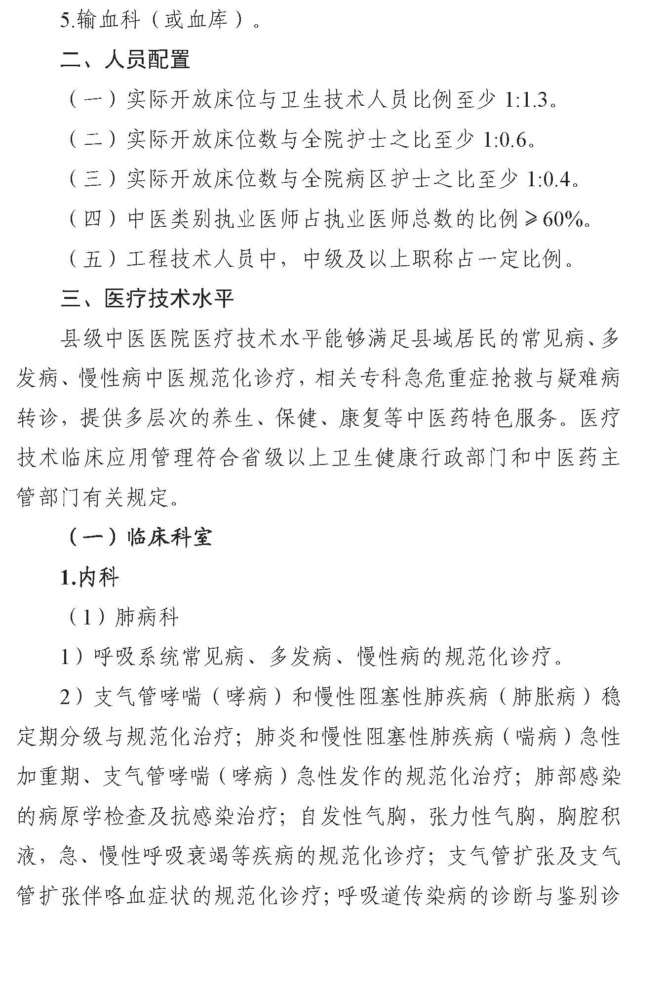 5.输血科（或血库）。
二、人员配置
（一）实际开放床位与卫生技术人员比例至少 1:1.3。
（二）实际开放床位数与全院护士之比至少 1:0.6。
（三）实际开放床位数与全院病区护士之比至少 1:0.4。
（四）中医类别执业医师占执业医师总数的比例≥60%。
（五）工程技术人员中，中级及以上职称占一定比例。
三、医疗技术水平
县级中医医院医疗技术水平能够满足县域居民的常见病、多
发病、慢性病中医规范化诊疗，相关专科急危重症抢救与疑难病
转诊，提供多层次的养生、保健、康复等中医药特色服务。医疗
技术临床应用管理符合省级以上卫生健康行政部门和中医药主
管部门有关规定。
（一）临床科室
1.内科
（1）肺病科
1）呼吸系统常见病、多发病、慢性病的规范化诊疗。
2）支气管哮喘（哮病）和慢性阻塞性肺疾病（肺胀病）稳
定期分级与规范化治疗；肺炎和慢性阻塞性肺疾病（喘病）急性
加重期、支气管哮喘（哮病）急性发作的规范化治疗；肺部感染
的病原学检查及抗感染治疗；自发性气胸，张力性气胸，胸腔积
液，急、慢性呼吸衰竭等疾病的规范化诊疗；支气管扩张及支气
管扩张伴咯血症状的规范化诊疗；呼吸道传染病的诊断与鉴别诊